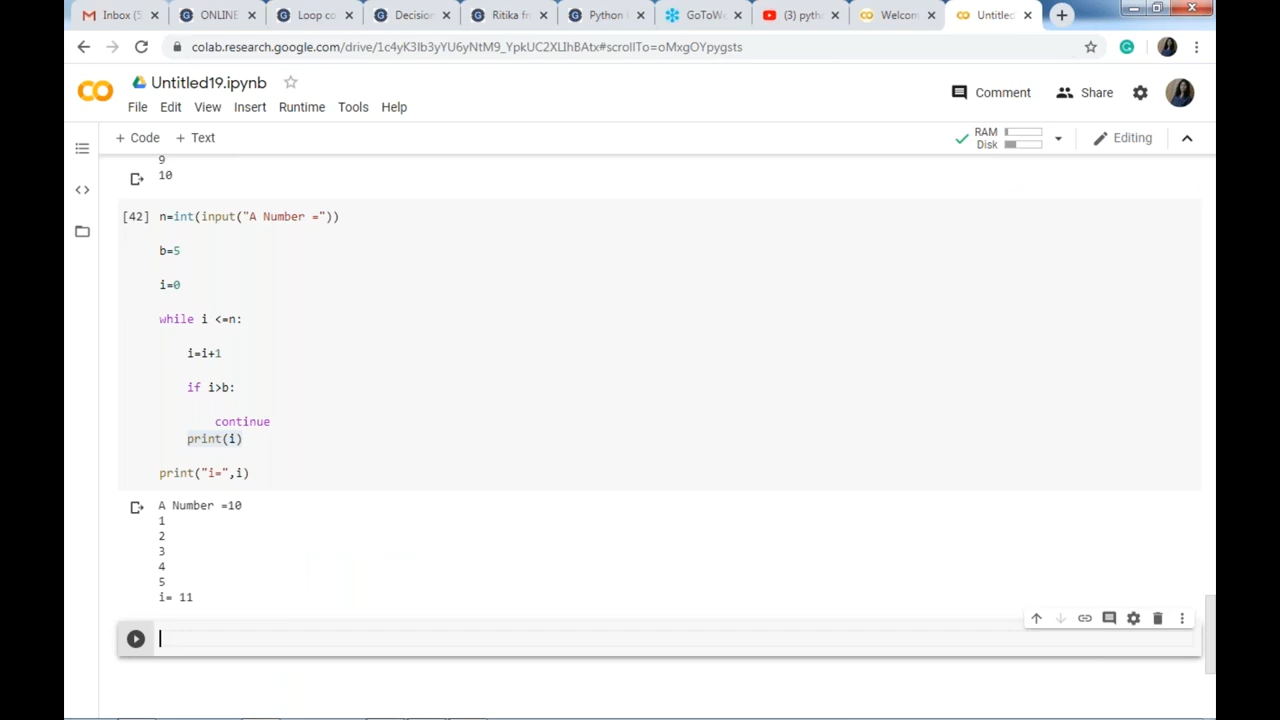 Inbox (5
ONLINE
Loop co
Decision
Ritika fr
Python
GoToWe
(3) pyth
Welcom
Untitled
colab.research.google.com/drive/1c4yK3Ib3yYU6yNtM9_YpkUC2XLIhBAtx#scrollTo=oMxgOYpygsts
CO Untitled19.ipynb
Comment Share
File Edit View Insert Runtime Tools Help
+ Code + Text
RAM
Disk
Editing
9
10
[42] n=int(input("A Number ="))
b=5
i=0
while i <=n:
i=i+1
if i>b:
continue
print(i)
print("i=",i)
A Number =10
1
2
3
4
5
i= 11